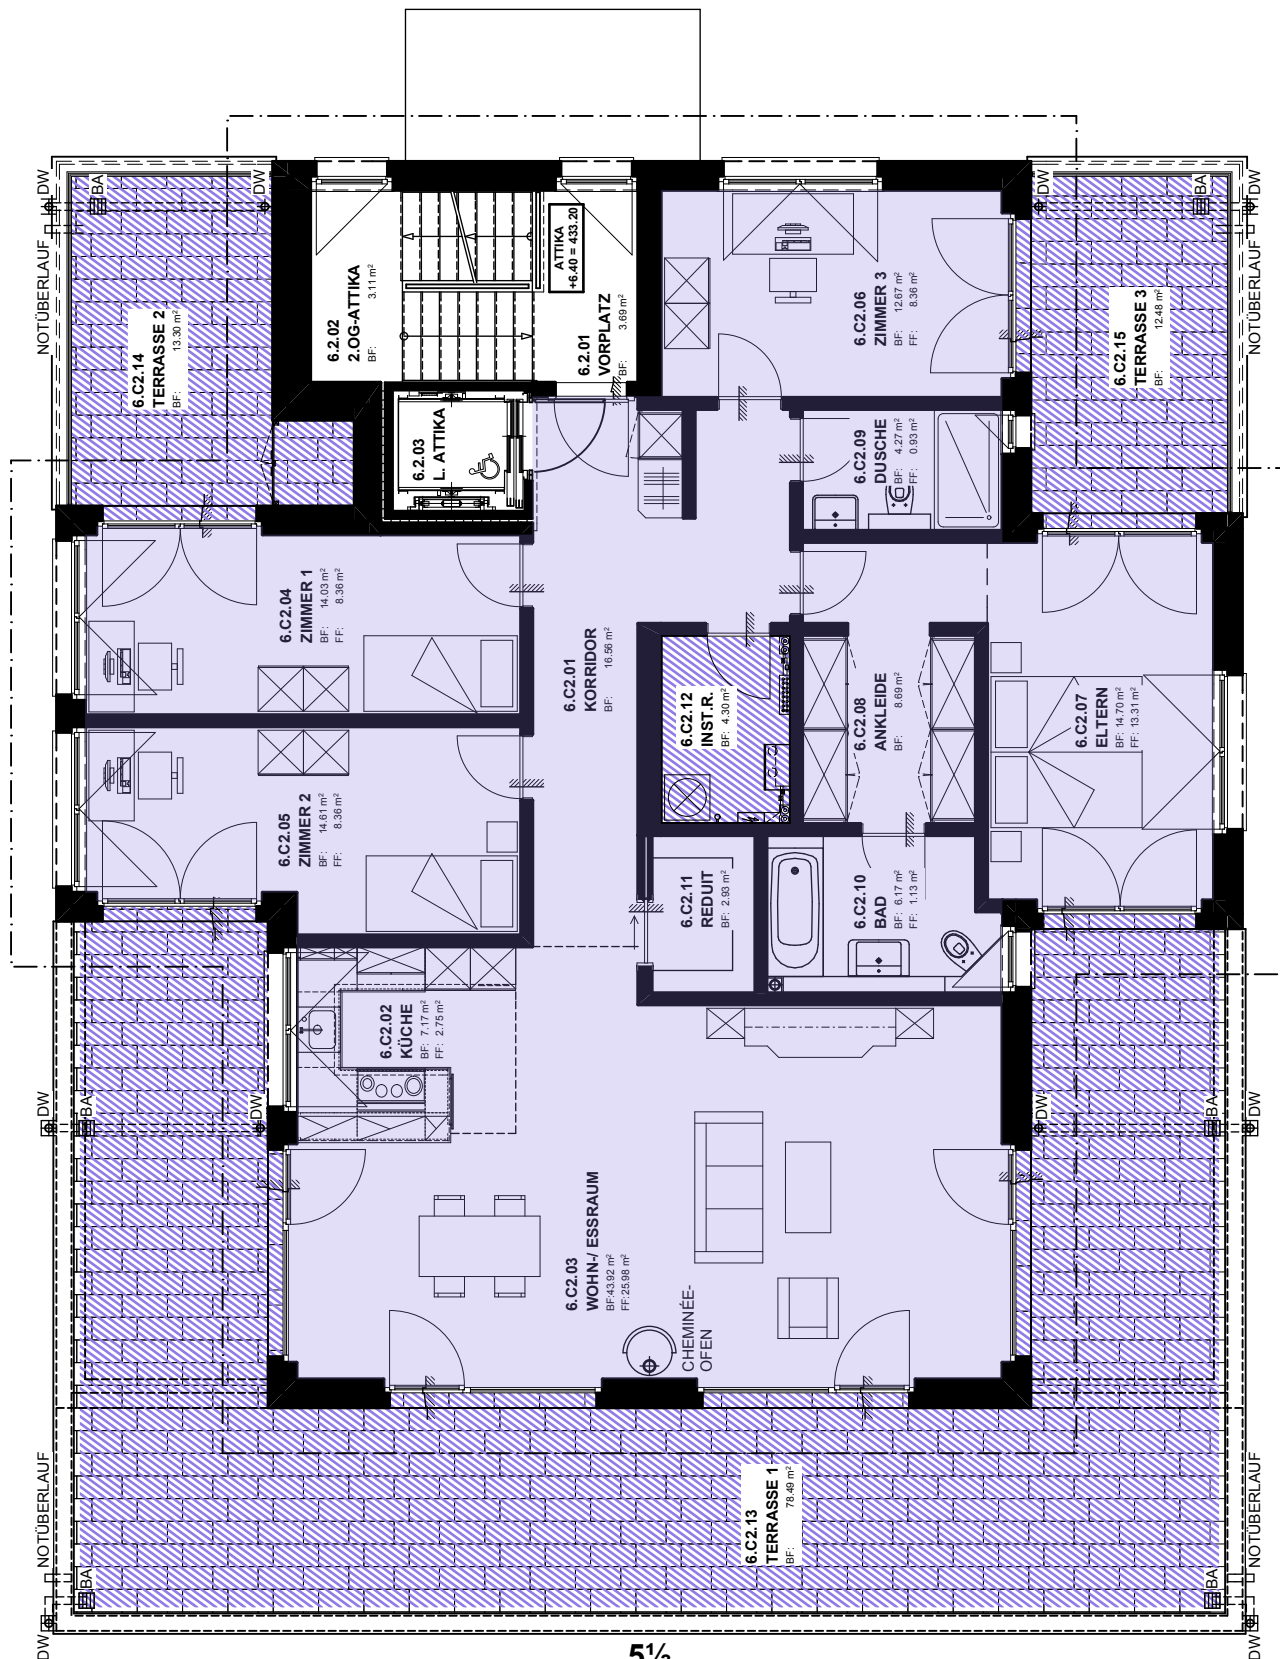 DW
BA
DW
NOTÜBERLAUF
6.C2.14
TERRASSE 2
BF: 13.30 m²
6.2.02
2.OG-ATTIKA
BF: 3.11 m²
ATTIKA
+6.40 = 433.20
6.2.01
VORPLATZ
BF: 3.69 m²
6.2.03
L. ATTIKA
6.C2.06
ZIMMER 3
BF: 12.67 m²
FF: 8.36 m²
BA
DW
DW
NOTÜBERLAUF
6.C2.15
TERRASSE 3
BF: 12.48 m²
6.C2.09
DUSCHE
BF: 4.27 m²
FF: 0.93 m²
6.C2.04
ZIMMER 1
BF: 14.03 m²
FF: 8.36 m²
6.C2.01
KORRIDOR
BF: 16.56 m²
6.C2.12
INST.R.
BF: 4.30 m²
6.C2.08
ANKLEIDE
BF: 8.69 m²
6.C2.07
ELTERN
BF: 14.70 m²
FF: 13.31 m²
6.C2.05
ZIMMER 2
BF: 14.61 m²
FF: 8.36 m²
6.C2.11
REDUIT
BF: 2.93 m²
6.C2.10
BAD
BF: 6.17 m²
FF: 1.13 m²
6.C2.02
KÜCHE
BF: 7.17 m²
FF: 2.75 m²
DW
BA
DW
DW
BA
DW
6.C2.03
WOHN-/ ESSRAUM
BF: 43.92 m²
FF: 25.98 m²
CHEMINÉE-
OFEN
6.C2.13
TERRASSE 1
BF: 78.49 m²
NOTÜBERLAUF
BA
DW
NOTÜBERLAUF
BA
DW
5½